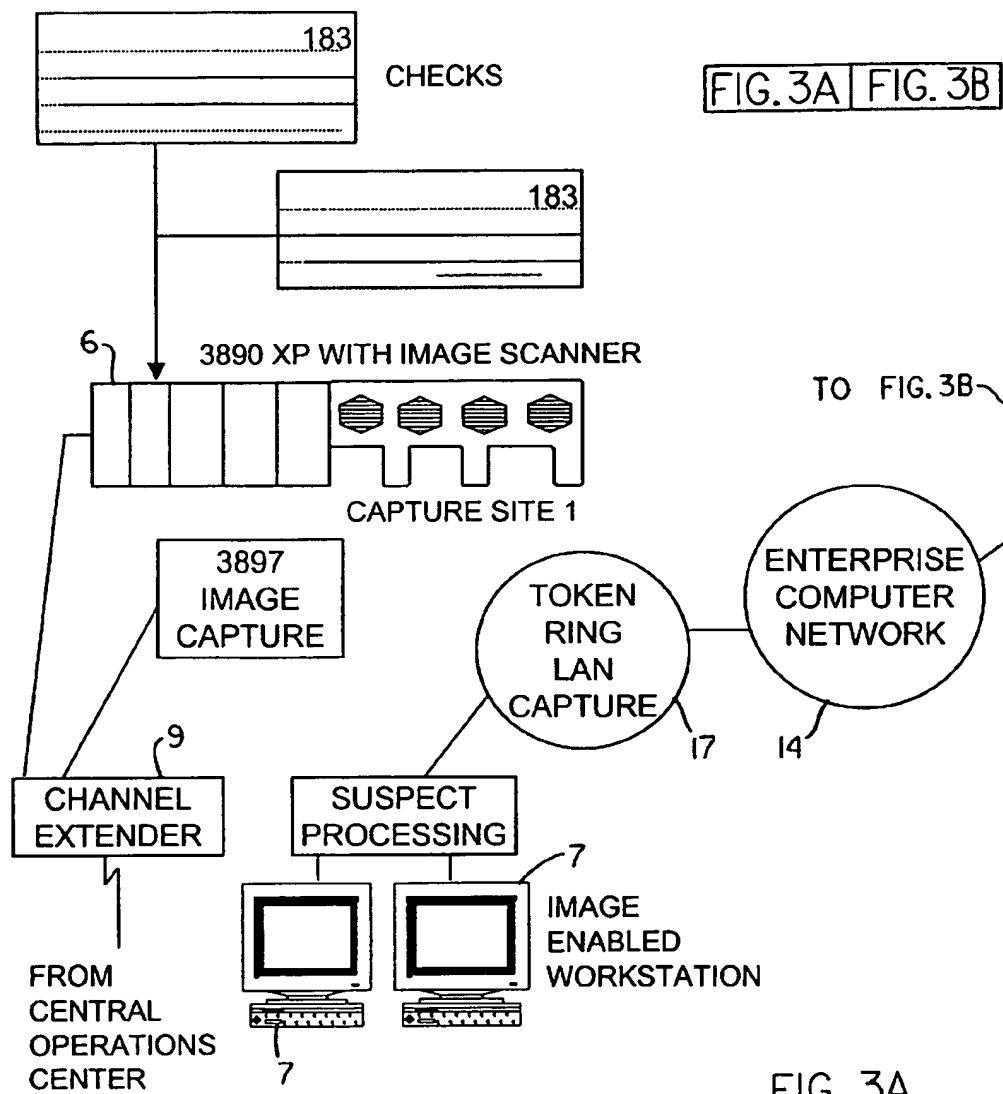 183
CHECKS
FIG. 3A FIG. 3B
183
6
3890 XP WITH IMAGE SCANNER
TO FIG. 3B
CAPTURE SITE 1
3897
IMAGE
CAPTURE
TOKEN
RING
LAN
CAPTURE
ENTERPRISE
COMPUTER
NETWORK
17
14
9
CHANNEL
EXTENDER
SUSPECT
PROCESSING
7
IMAGE
ENABLED
WORKSTATION
FROM
CENTRAL
OPERATIONS
CENTER
7
FIG. 3A